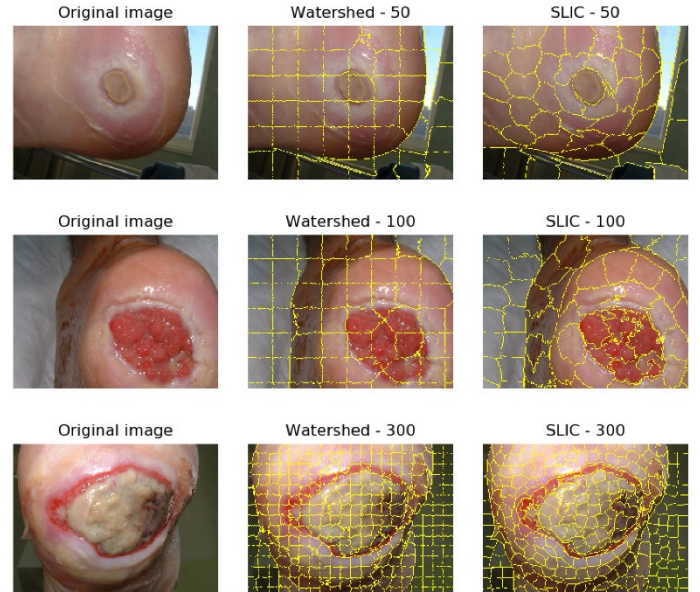 Original image
Watershed - 50
SLIC - 50
Original image
Watershed - 100
SLIC - 100
Original image
Watershed - 300
SLIC - 300